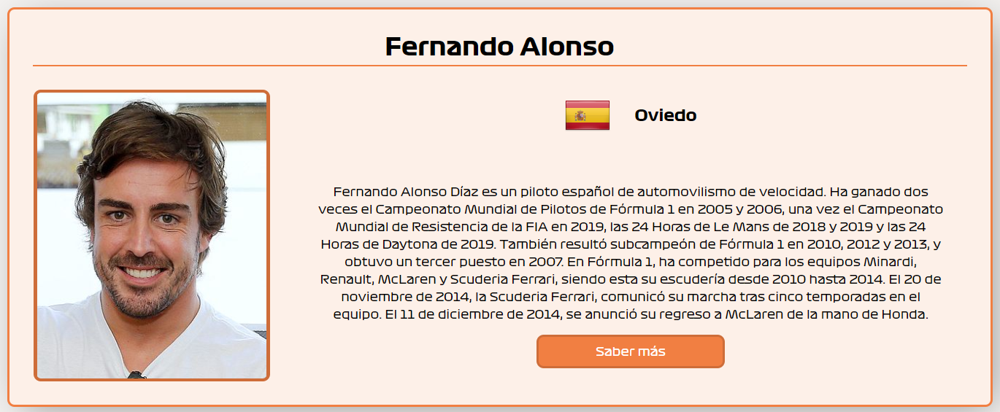 Fernando Alonso
Oviedo
Fernando Alonso Díaz es un piloto español de automovilismo de velocidad. Ha ganado dos
veces el Campeonato Mundial de Pilotos de Fórmula 1 en 2005 y 2006, una vez el Campeonato
Mundial de Resistencia de la FIA en 2019, las 24 Horas de Le Mans de 2018 y 2019 y las 24
Horas de Daytona de 2019. También resultó subcampeón de Fórmula 1 en 2010, 2012 y 2013, y
obtuvo un tercer puesto en 2007. En Fórmula 1, ha competido para los equipos Minardi,
Renault, McLaren y Scuderia Ferrari, siendo esta su escudería desde 2010 hasta 2014. El 20 de
noviembre de 2014, la Scuderia Ferrari, comunicó su marcha tras cinco temporadas en el
equipo. El 11 de diciembre de 2014, se anunció su regreso a McLaren de la mano de Honda.
Saber más